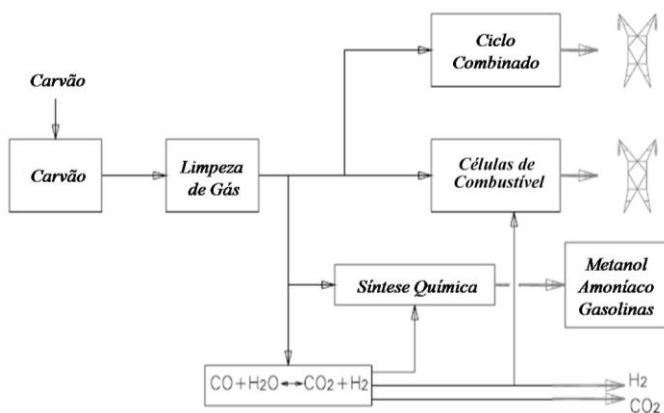 Ciclo
Combinado
Carvão
Carvão
Limpeza
de Gás
Células de
Combustível
Síntese Química
Metanol
Amoníaco
Gasolinas
CO+H2O↔CO2+H2
H2
CO2